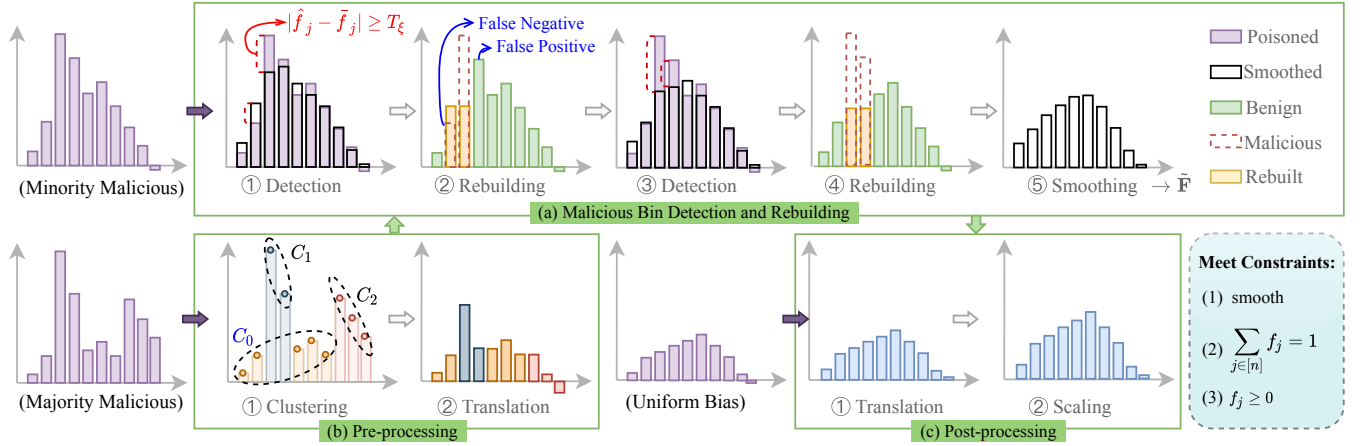 |f̂_j − f̄_j| ≥ T_ξ
False Negative
False Positive
Poisoned
Smoothed
Benign
Malicious
Rebuilt
(Minority Malicious)
① Detection
② Rebuilding
③ Detection
④ Rebuilding
⑤ Smoothing → F̃
(a) Malicious Bin Detection and Rebuilding
C_1
C_2
C_0
(Majority Malicious)
① Clustering
② Translation
(b) Pre-processing
(Uniform Bias)
① Translation
② Scaling
(c) Post-processing
Meet Constraints:
(1) smooth
(2) ∑_{j∈[n]} f_j = 1
(3) f_j ≥ 0